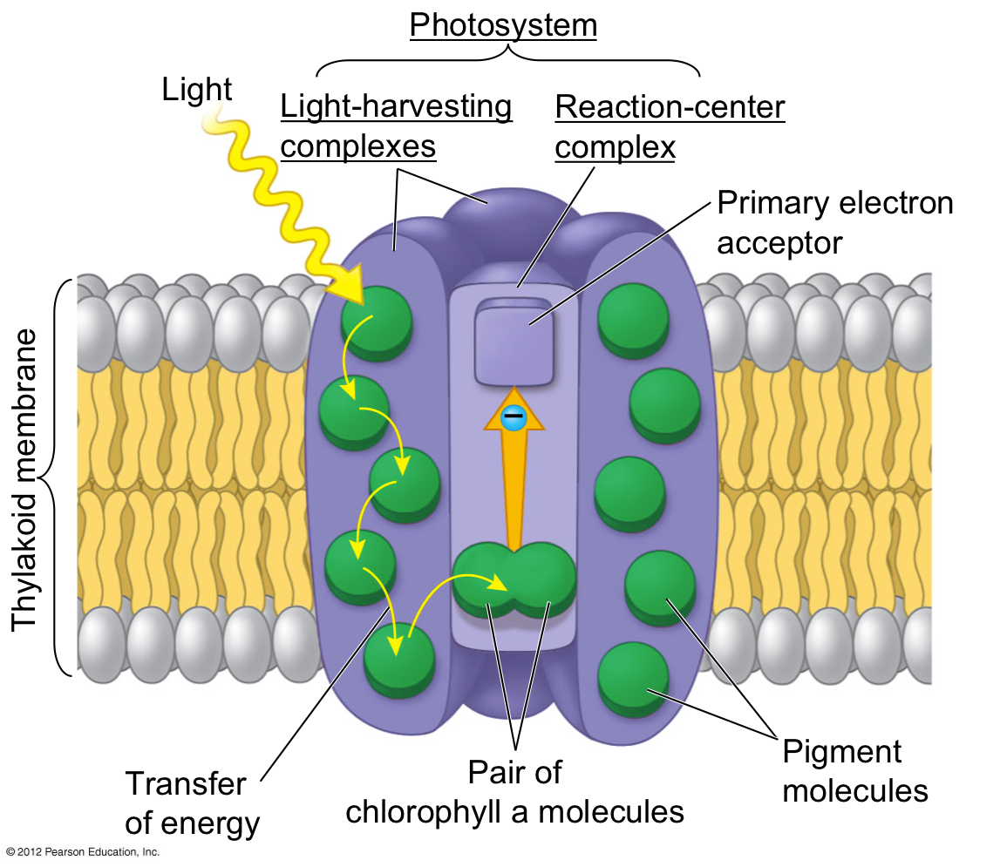 Photosystem
Light
Light-harvesting
complexes
Reaction-center
complex
Primary electron
acceptor
Thylakoid membrane
Transfer
of energy
Pair of
chlorophyll a molecules
Pigment
molecules
© 2012 Pearson Education, Inc.